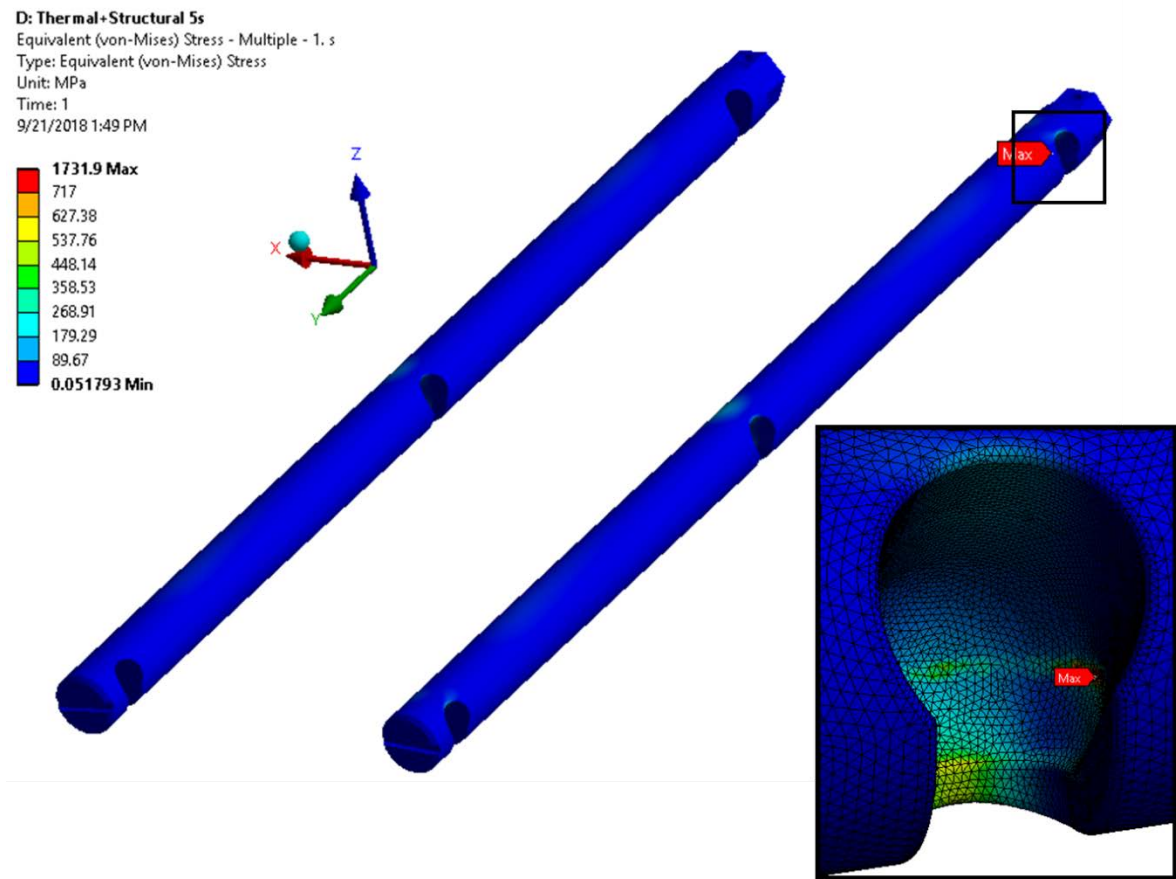 D: Thermal+Structural 5s
Equivalent (von-Mises) Stress - Multiple - 1. s
Type: Equivalent (von-Mises) Stress
Unit: MPa
Time: 1
9/21/2018 1:49 PM
1731.9 Max
717
627.38
537.76
448.14
358.53
268.91
179.29
89.67
0.051793 Min
Z
X
Y
Max
Max